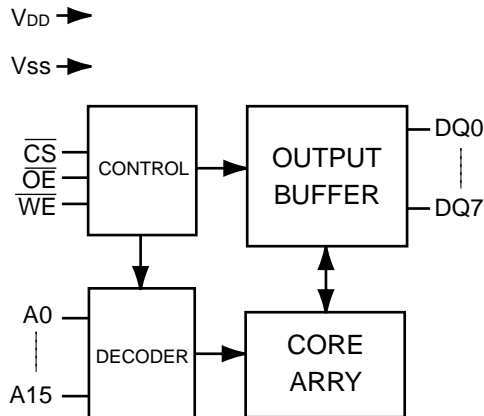 VDD
Vss
CS
OE
WE
CONTROL
OUTPUT
BUFFER
DQ0
DQ7
A0
A15
DECODER
CORE
ARRY